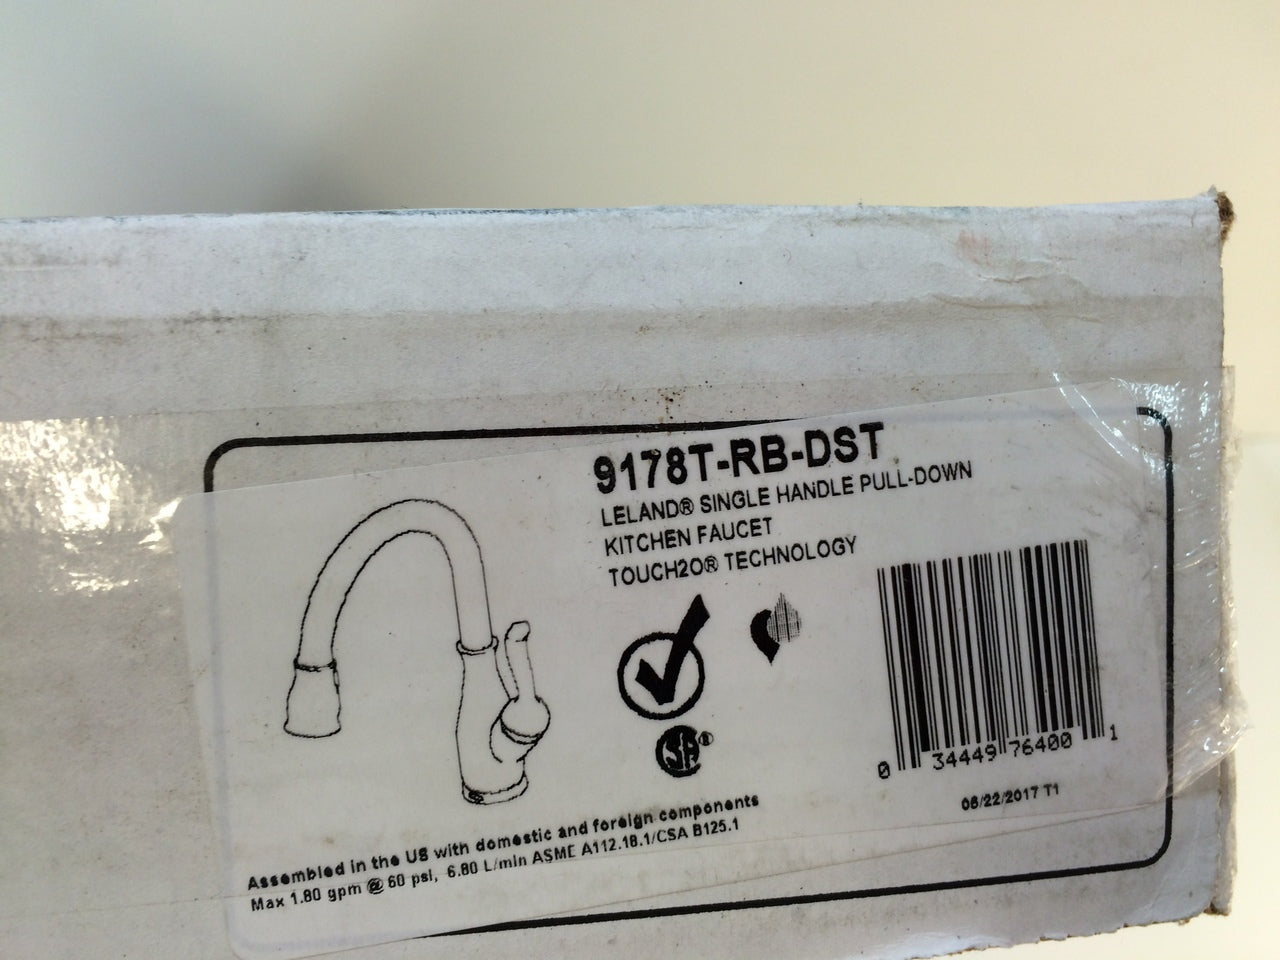 9178T-RB-DST
LELAND® SINGLE HANDLE PULL-DOWN
KITCHEN FAUCET
TOUCH2O® TECHNOLOGY
SA®
0 34449 76400 1
06/22/2017 T1
Assembled in the US with domestic and foreign components
Max 1.80 gpm @ 60 psi, 6.80 L/min ASME A112.18.1/CSA B125.1